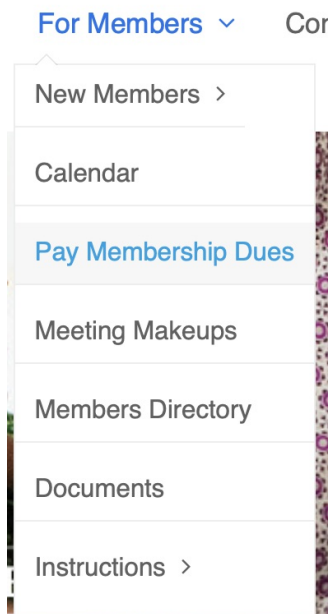 For Members
New Members
Calendar
Pay Membership Dues
Meeting Makeups
Members Directory
Documents
Instructions